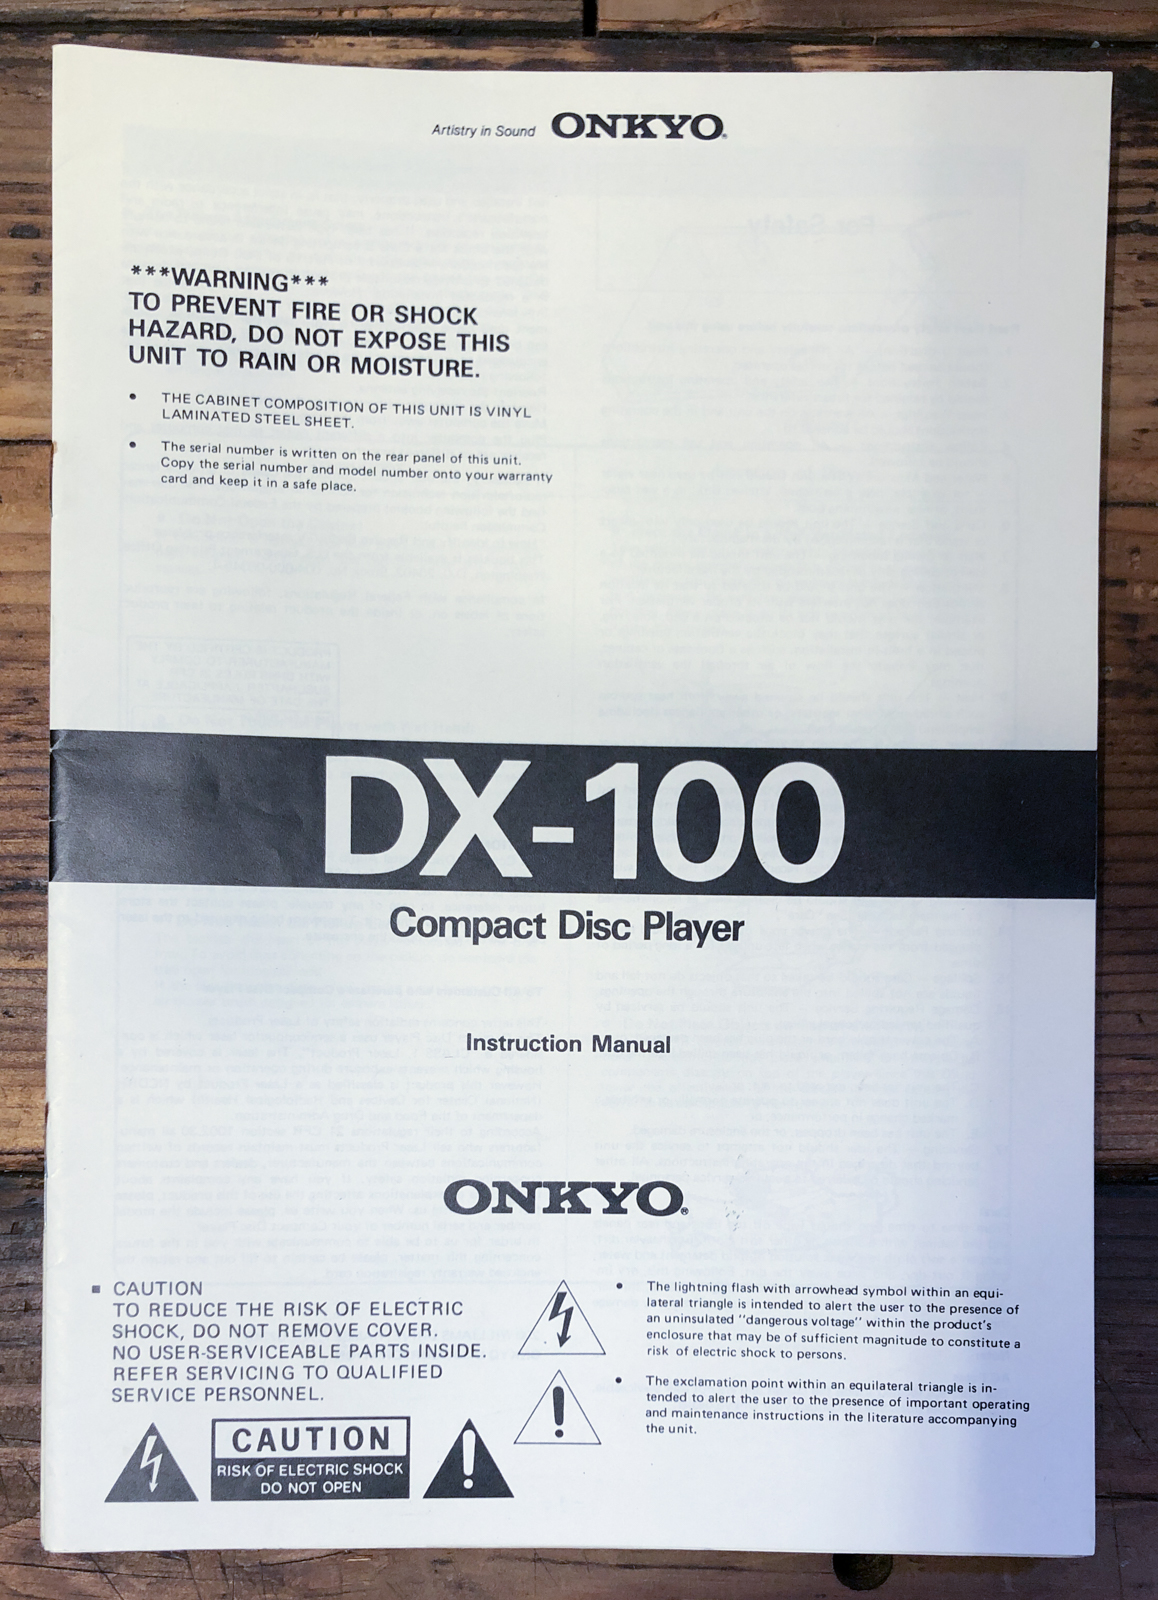 Artistry in Sound ONKYO.
***WARNING***
TO PREVENT FIRE OR SHOCK
HAZARD, DO NOT EXPOSE THIS
UNIT TO RAIN OR MOISTURE.
• THE CABINET COMPOSITION OF THIS UNIT IS VINYL
LAMINATED STEEL SHEET.
• The serial number is written on the rear panel of this unit.
Copy the serial number and model number onto your warranty
card and keep it in a safe place.
DX-100
Compact Disc Player
Instruction Manual
ONKYO®
■ CAUTION
TO REDUCE THE RISK OF ELECTRIC
SHOCK, DO NOT REMOVE COVER.
NO USER-SERVICEABLE PARTS INSIDE.
REFER SERVICING TO QUALIFIED
SERVICE PERSONNEL.
CAUTION
RISK OF ELECTRIC SHOCK
DO NOT OPEN
• The lightning flash with arrowhead symbol within an equi-
lateral triangle is intended to alert the user to the presence of
an uninsulated "dangerous voltage" within the product's
enclosure that may be of sufficient magnitude to constitute a
risk of electric shock to persons.
• The exclamation point within an equilateral triangle is in-
tended to alert the user to the presence of important operating
and maintenance instructions in the literature accompanying
the unit.